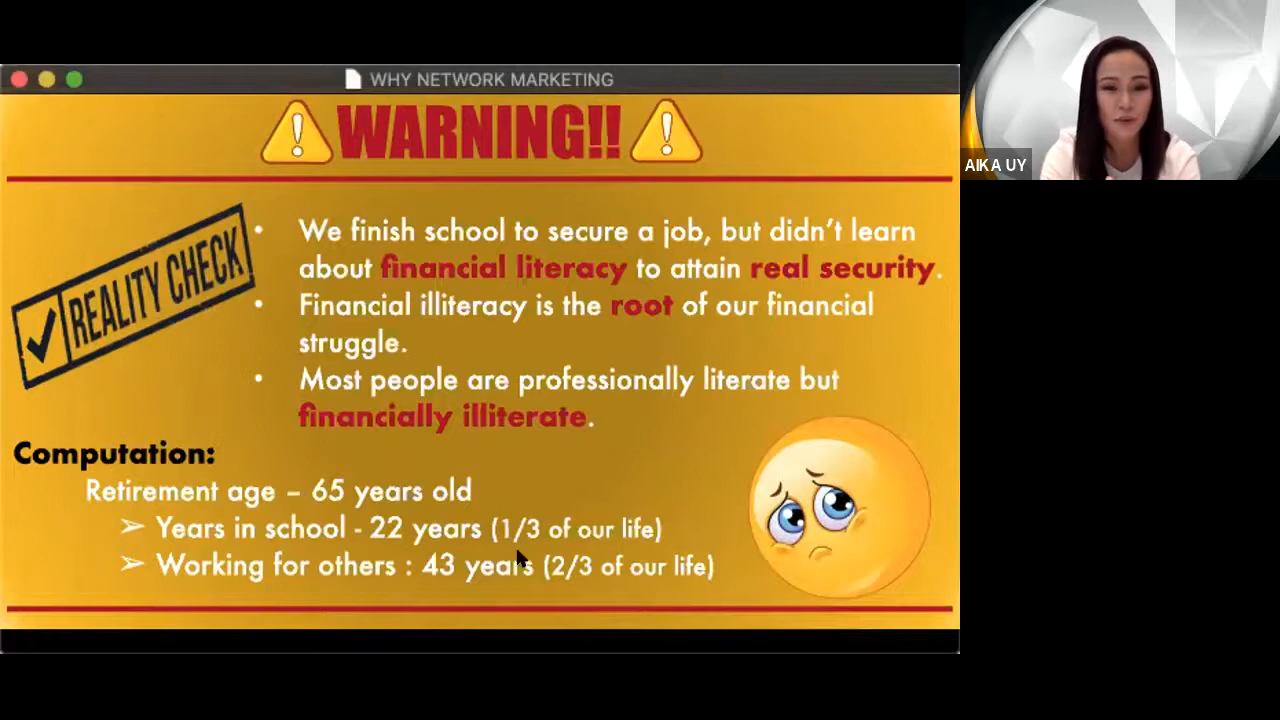 WHY NETWORK MARKETING
WARNING!!
AIKA UY
REALITY CHECK
• We finish school to secure a job, but didn’t learn
about financial literacy to attain real security.
• Financial illiteracy is the root of our financial
struggle.
• Most people are professionally literate but
financially illiterate.
Computation:
Retirement age – 65 years old
➢ Years in school - 22 years (1/3 of our life)
➢ Working for others : 43 years (2/3 of our life)